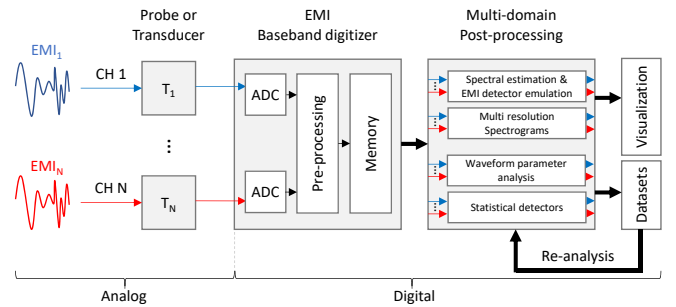 Probe or
Transducer
EMI
Baseband digitizer
Multi-domain
Post-processing
EMI1
CH 1
T1
...
EMIN
CH N
TN
ADC
ADC
Pre-processing
Memory
Spectral estimation &
EMI detector emulation
Multi resolution
Spectrograms
Waveform parameter
analysis
Statistical detectors
Visualization
Datasets
Re-analysis
Analog
Digital